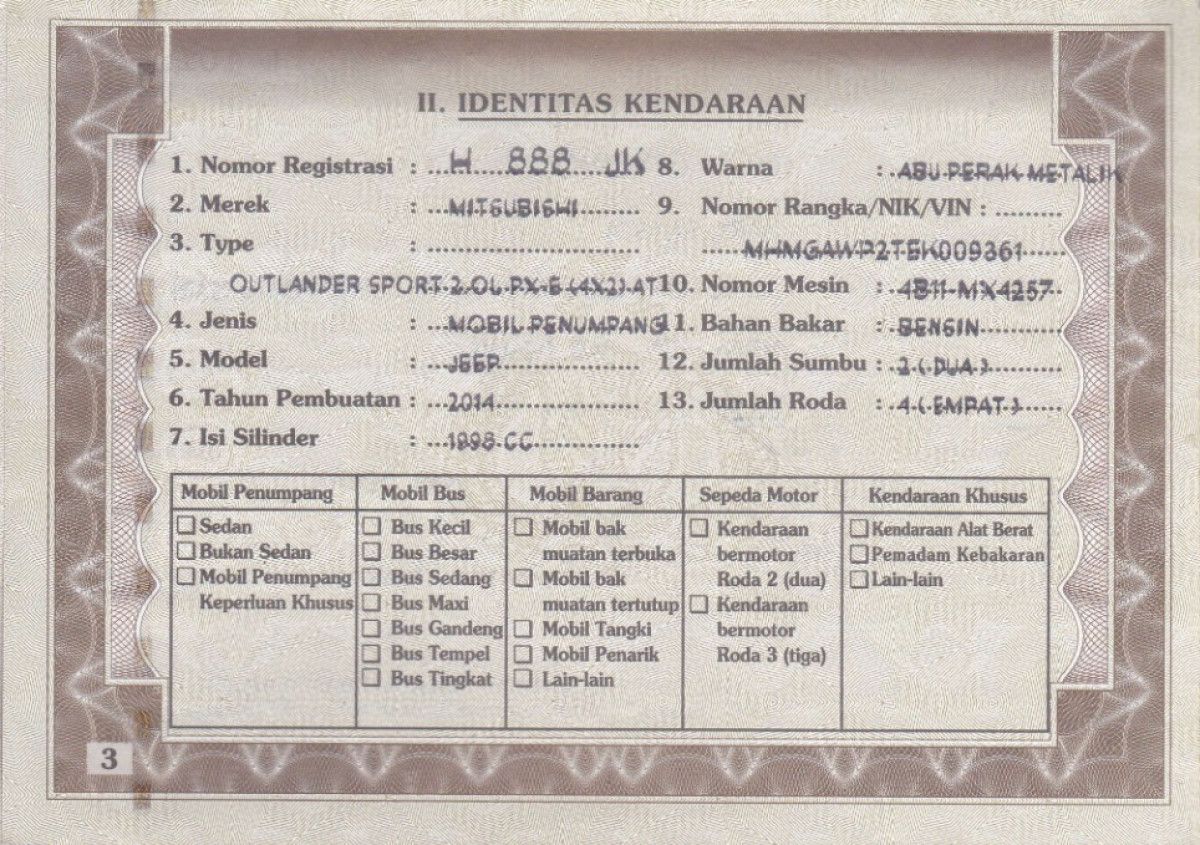 II. IDENTITAS KENDARAAN
1. Nomor Registrasi : H 888 JK
2. Merek : MITSUBISHI
3. Type :
OUTLANDER SPORT 2.0L PX-E (4X2) AT
4. Jenis : MOBIL PENUMPANG
5. Model : JEEP
6. Tahun Pembuatan : 2014
7. Isi Silinder : 1998 CC
8. Warna : ABU PERAK METALIK
9. Nomor Rangka/NIK/VIN :
MHMGAWP2TEK009361
10. Nomor Mesin : 4B11-MX4257
11. Bahan Bakar : BENSIN
12. Jumlah Sumbu : 2 (DUA)
13. Jumlah Roda : 4 (EMPAT)
Mobil Penumpang
Sedan
Bukan Sedan
Mobil Penumpang
Keperluan Khusus
Mobil Bus
Bus Kecil
Bus Besar
Bus Sedang
Bus Maxi
Bus Gandeng
Bus Tempel
Bus Tingkat
Mobil Barang
Mobil bak
muatan terbuka
Mobil bak
muatan tertutup
Mobil Tangki
Mobil Penarik
Lain-lain
Sepeda Motor
Kendaraan
bermotor
Roda 2 (dua)
Kendaraan
bermotor
Roda 3 (tiga)
Kendaraan Khusus
Kendaraan Alat Berat
Pemadam Kebakaran
Lain-lain
3